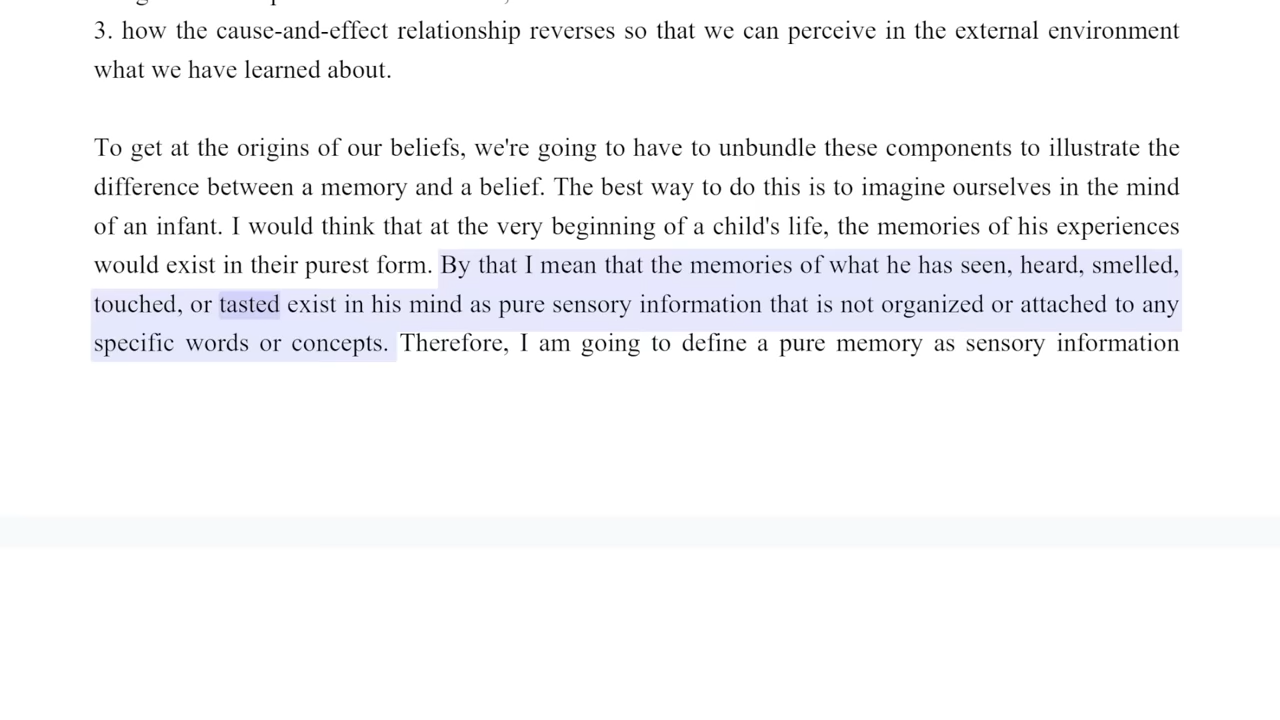 3. how the cause-and-effect relationship reverses so that we can perceive in the external environment
what we have learned about.
To get at the origins of our beliefs, we're going to have to unbundle these components to illustrate the
difference between a memory and a belief. The best way to do this is to imagine ourselves in the mind
of an infant. I would think that at the very beginning of a child's life, the memories of his experiences
would exist in their purest form. By that I mean that the memories of what he has seen, heard, smelled,
touched, or tasted exist in his mind as pure sensory information that is not organized or attached to any
specific words or concepts. Therefore, I am going to define a pure memory as sensory information